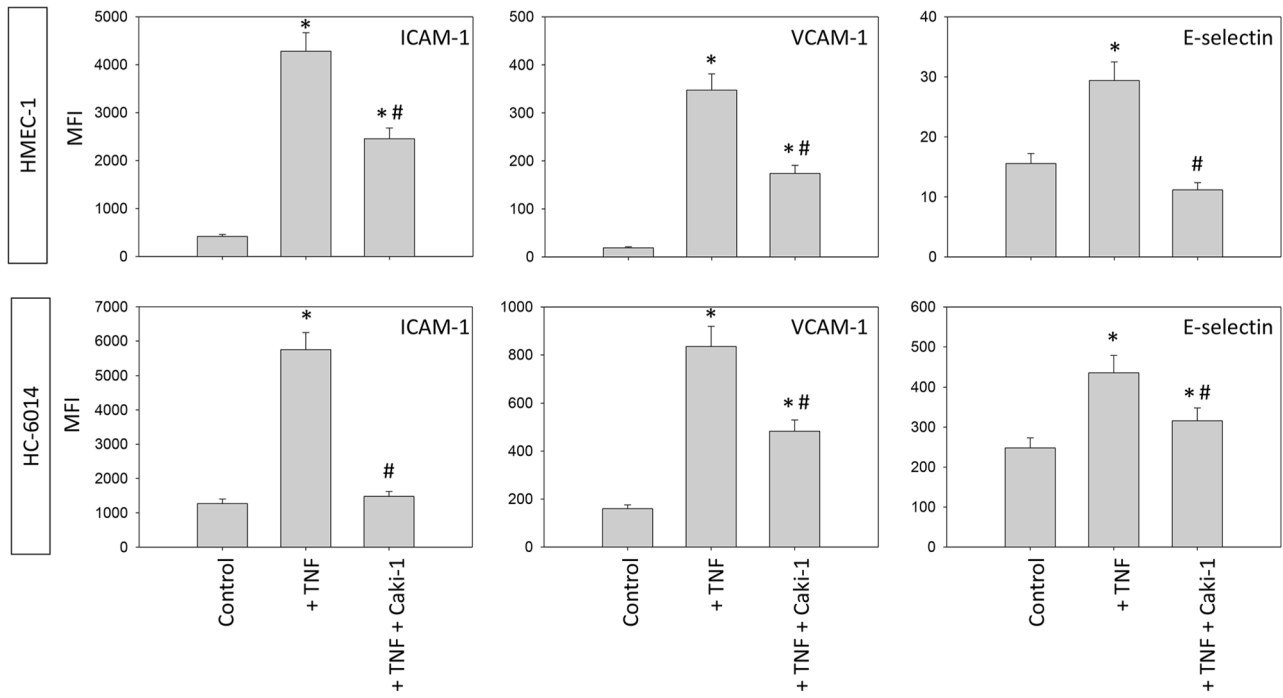 HMEC-1
MFI
5000
4000
3000
2000
1000
0
ICAM-1
*
* #
500
400
300
200
100
0
VCAM-1
*
* #
40
30
20
10
0
E-selectin
*
#
HC-6014
MFI
7000
6000
5000
4000
3000
2000
1000
0
ICAM-1
*
#
1000
800
600
400
200
0
VCAM-1
*
* #
600
500
400
300
200
100
0
E-selectin
*
* #
Control
+ TNF
+ TNF + Caki-1
Control
+ TNF
+ TNF + Caki-1
Control
+ TNF
+ TNF + Caki-1